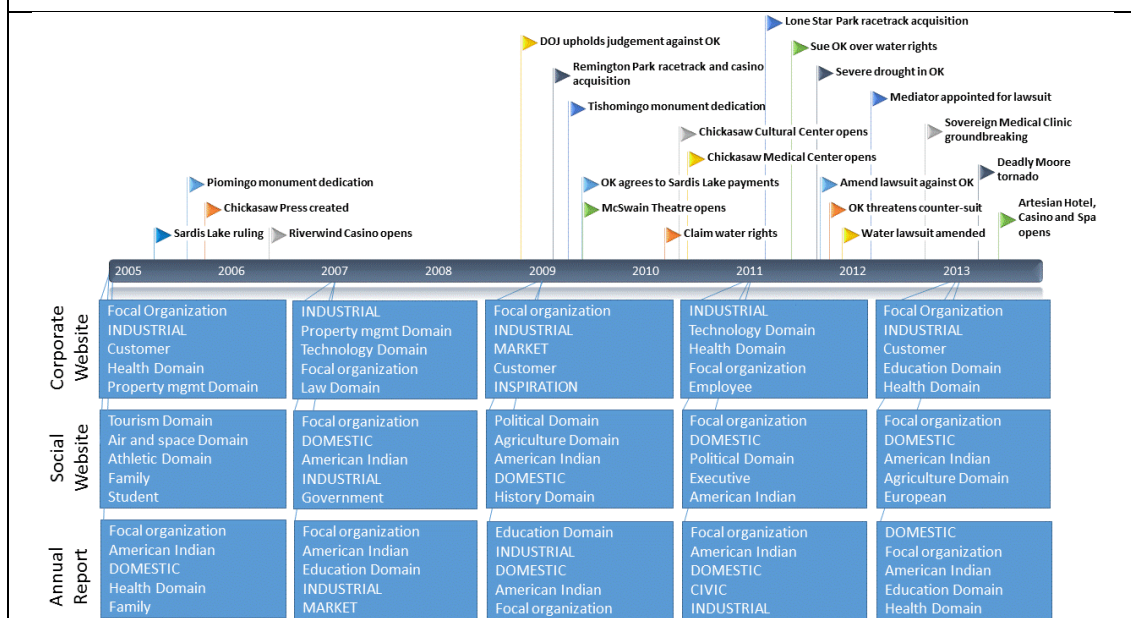 Lone Star Park racetrack acquisition
DOJ upholds judgement against OK
Sue OK over water rights
Remington Park racetrack and casino
acquisition
Severe drought in OK
Tishomingo monument dedication
Mediator appointed for lawsuit
Chickasaw Cultural Center opens
Sovereign Medical Clinic
groundbreaking
Chickasaw Medical Center opens
Deadly Moore
tornado
Piomingo monument dedication
OK agrees to Sardis Lake payments
Amend lawsuit against OK
Chickasaw Press created
McSwain Theatre opens
OK threatens counter-suit
Artesian Hotel,
Casino and Spa
opens
Sardis Lake ruling
Riverwind Casino opens
Claim water rights
Water lawsuit amended
2005 2006 2007 2008 2009 2010 2011 2012 2013
Corporate
Website
Focal Organization
INDUSTRIAL
Customer
Health Domain
Property mgmt Domain
INDUSTRIAL
Property mgmt Domain
Technology Domain
Focal organization
Law Domain
Focal organization
INDUSTRIAL
MARKET
Customer
INSPIRATION
INDUSTRIAL
Technology Domain
Health Domain
Focal organization
Employee
Focal Organization
INDUSTRIAL
Customer
Education Domain
Health Domain
Social
Website
Tourism Domain
Air and space Domain
Athletic Domain
Family
Student
Focal organization
DOMESTIC
American Indian
INDUSTRIAL
Government
Political Domain
Agriculture Domain
American Indian
DOMESTIC
History Domain
Focal organization
DOMESTIC
Political Domain
Executive
American Indian
Focal organization
DOMESTIC
American Indian
Agriculture Domain
European
Annual
Report
Focal organization
American Indian
DOMESTIC
Health Domain
Family
Focal organization
American Indian
Education Domain
INDUSTRIAL
MARKET
Education Domain
INDUSTRIAL
DOMESTIC
American Indian
Focal organization
Focal organization
American Indian
DOMESTIC
CIVIC
INDUSTRIAL
DOMESTIC
Focal organization
American Indian
Education Domain
Health Domain